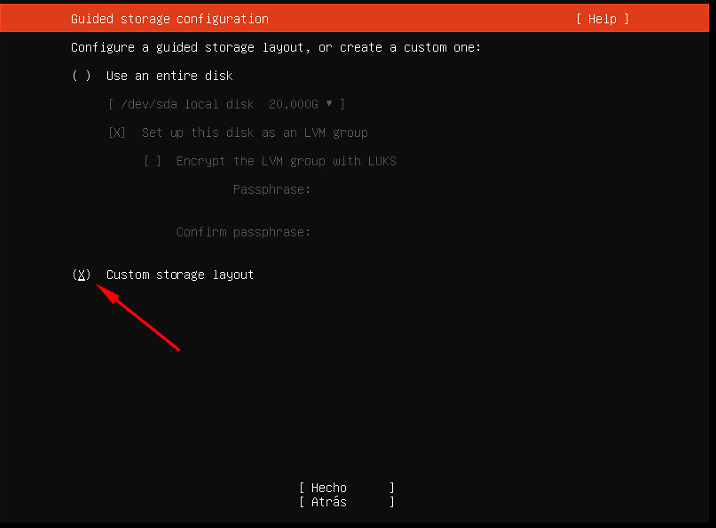 Guided storage configuration [ Help ]
Configure a guided storage layout, or create a custom one:
( ) Use an entire disk
[ /dev/sda local disk 20.000G ▾ ]
[X] Set up this disk as an LVM group
[ ] Encrypt the LVM group with LUKS
Passphrase:
Confirm passphrase:
(X) Custom storage layout
[ Hecho ]
[ Atrás ]